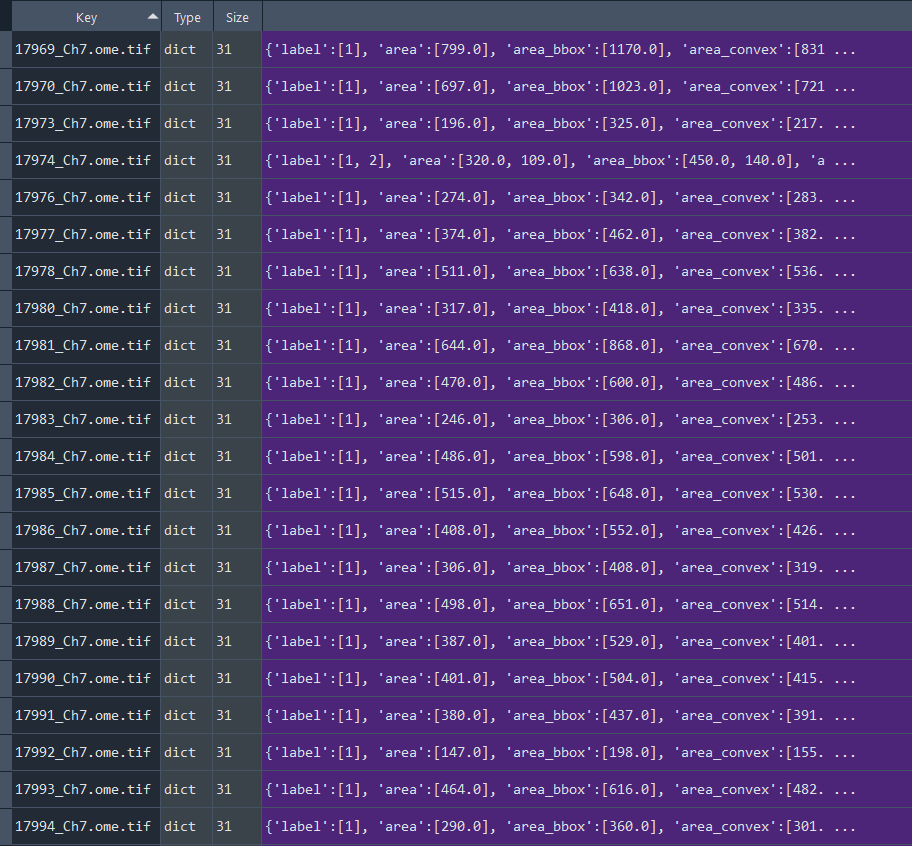 Key Type Size
17969_Ch7.ome.tif dict 31 {'label':[1], 'area':[799.0], 'area_bbox':[1170.0], 'area_convex':[831 ...
17970_Ch7.ome.tif dict 31 {'label':[1], 'area':[697.0], 'area_bbox':[1023.0], 'area_convex':[721 ...
17973_Ch7.ome.tif dict 31 {'label':[1], 'area':[196.0], 'area_bbox':[325.0], 'area_convex':[217. ...
17974_Ch7.ome.tif dict 31 {'label':[1, 2], 'area':[320.0, 109.0], 'area_bbox':[450.0, 140.0], 'a ...
17976_Ch7.ome.tif dict 31 {'label':[1], 'area':[274.0], 'area_bbox':[342.0], 'area_convex':[283. ...
17977_Ch7.ome.tif dict 31 {'label':[1], 'area':[374.0], 'area_bbox':[462.0], 'area_convex':[382. ...
17978_Ch7.ome.tif dict 31 {'label':[1], 'area':[511.0], 'area_bbox':[638.0], 'area_convex':[536. ...
17980_Ch7.ome.tif dict 31 {'label':[1], 'area':[317.0], 'area_bbox':[418.0], 'area_convex':[335. ...
17981_Ch7.ome.tif dict 31 {'label':[1], 'area':[644.0], 'area_bbox':[868.0], 'area_convex':[670. ...
17982_Ch7.ome.tif dict 31 {'label':[1], 'area':[470.0], 'area_bbox':[600.0], 'area_convex':[486. ...
17983_Ch7.ome.tif dict 31 {'label':[1], 'area':[246.0], 'area_bbox':[306.0], 'area_convex':[253. ...
17984_Ch7.ome.tif dict 31 {'label':[1], 'area':[486.0], 'area_bbox':[598.0], 'area_convex':[501. ...
17985_Ch7.ome.tif dict 31 {'label':[1], 'area':[515.0], 'area_bbox':[648.0], 'area_convex':[530. ...
17986_Ch7.ome.tif dict 31 {'label':[1], 'area':[408.0], 'area_bbox':[552.0], 'area_convex':[426. ...
17987_Ch7.ome.tif dict 31 {'label':[1], 'area':[306.0], 'area_bbox':[408.0], 'area_convex':[319. ...
17988_Ch7.ome.tif dict 31 {'label':[1], 'area':[498.0], 'area_bbox':[651.0], 'area_convex':[514. ...
17989_Ch7.ome.tif dict 31 {'label':[1], 'area':[387.0], 'area_bbox':[529.0], 'area_convex':[401. ...
17990_Ch7.ome.tif dict 31 {'label':[1], 'area':[401.0], 'area_bbox':[504.0], 'area_convex':[415. ...
17991_Ch7.ome.tif dict 31 {'label':[1], 'area':[380.0], 'area_bbox':[437.0], 'area_convex':[391. ...
17992_Ch7.ome.tif dict 31 {'label':[1], 'area':[147.0], 'area_bbox':[198.0], 'area_convex':[155. ...
17993_Ch7.ome.tif dict 31 {'label':[1], 'area':[464.0], 'area_bbox':[616.0], 'area_convex':[482. ...
17994_Ch7.ome.tif dict 31 {'label':[1], 'area':[290.0], 'area_bbox':[360.0], 'area_convex':[301. ...